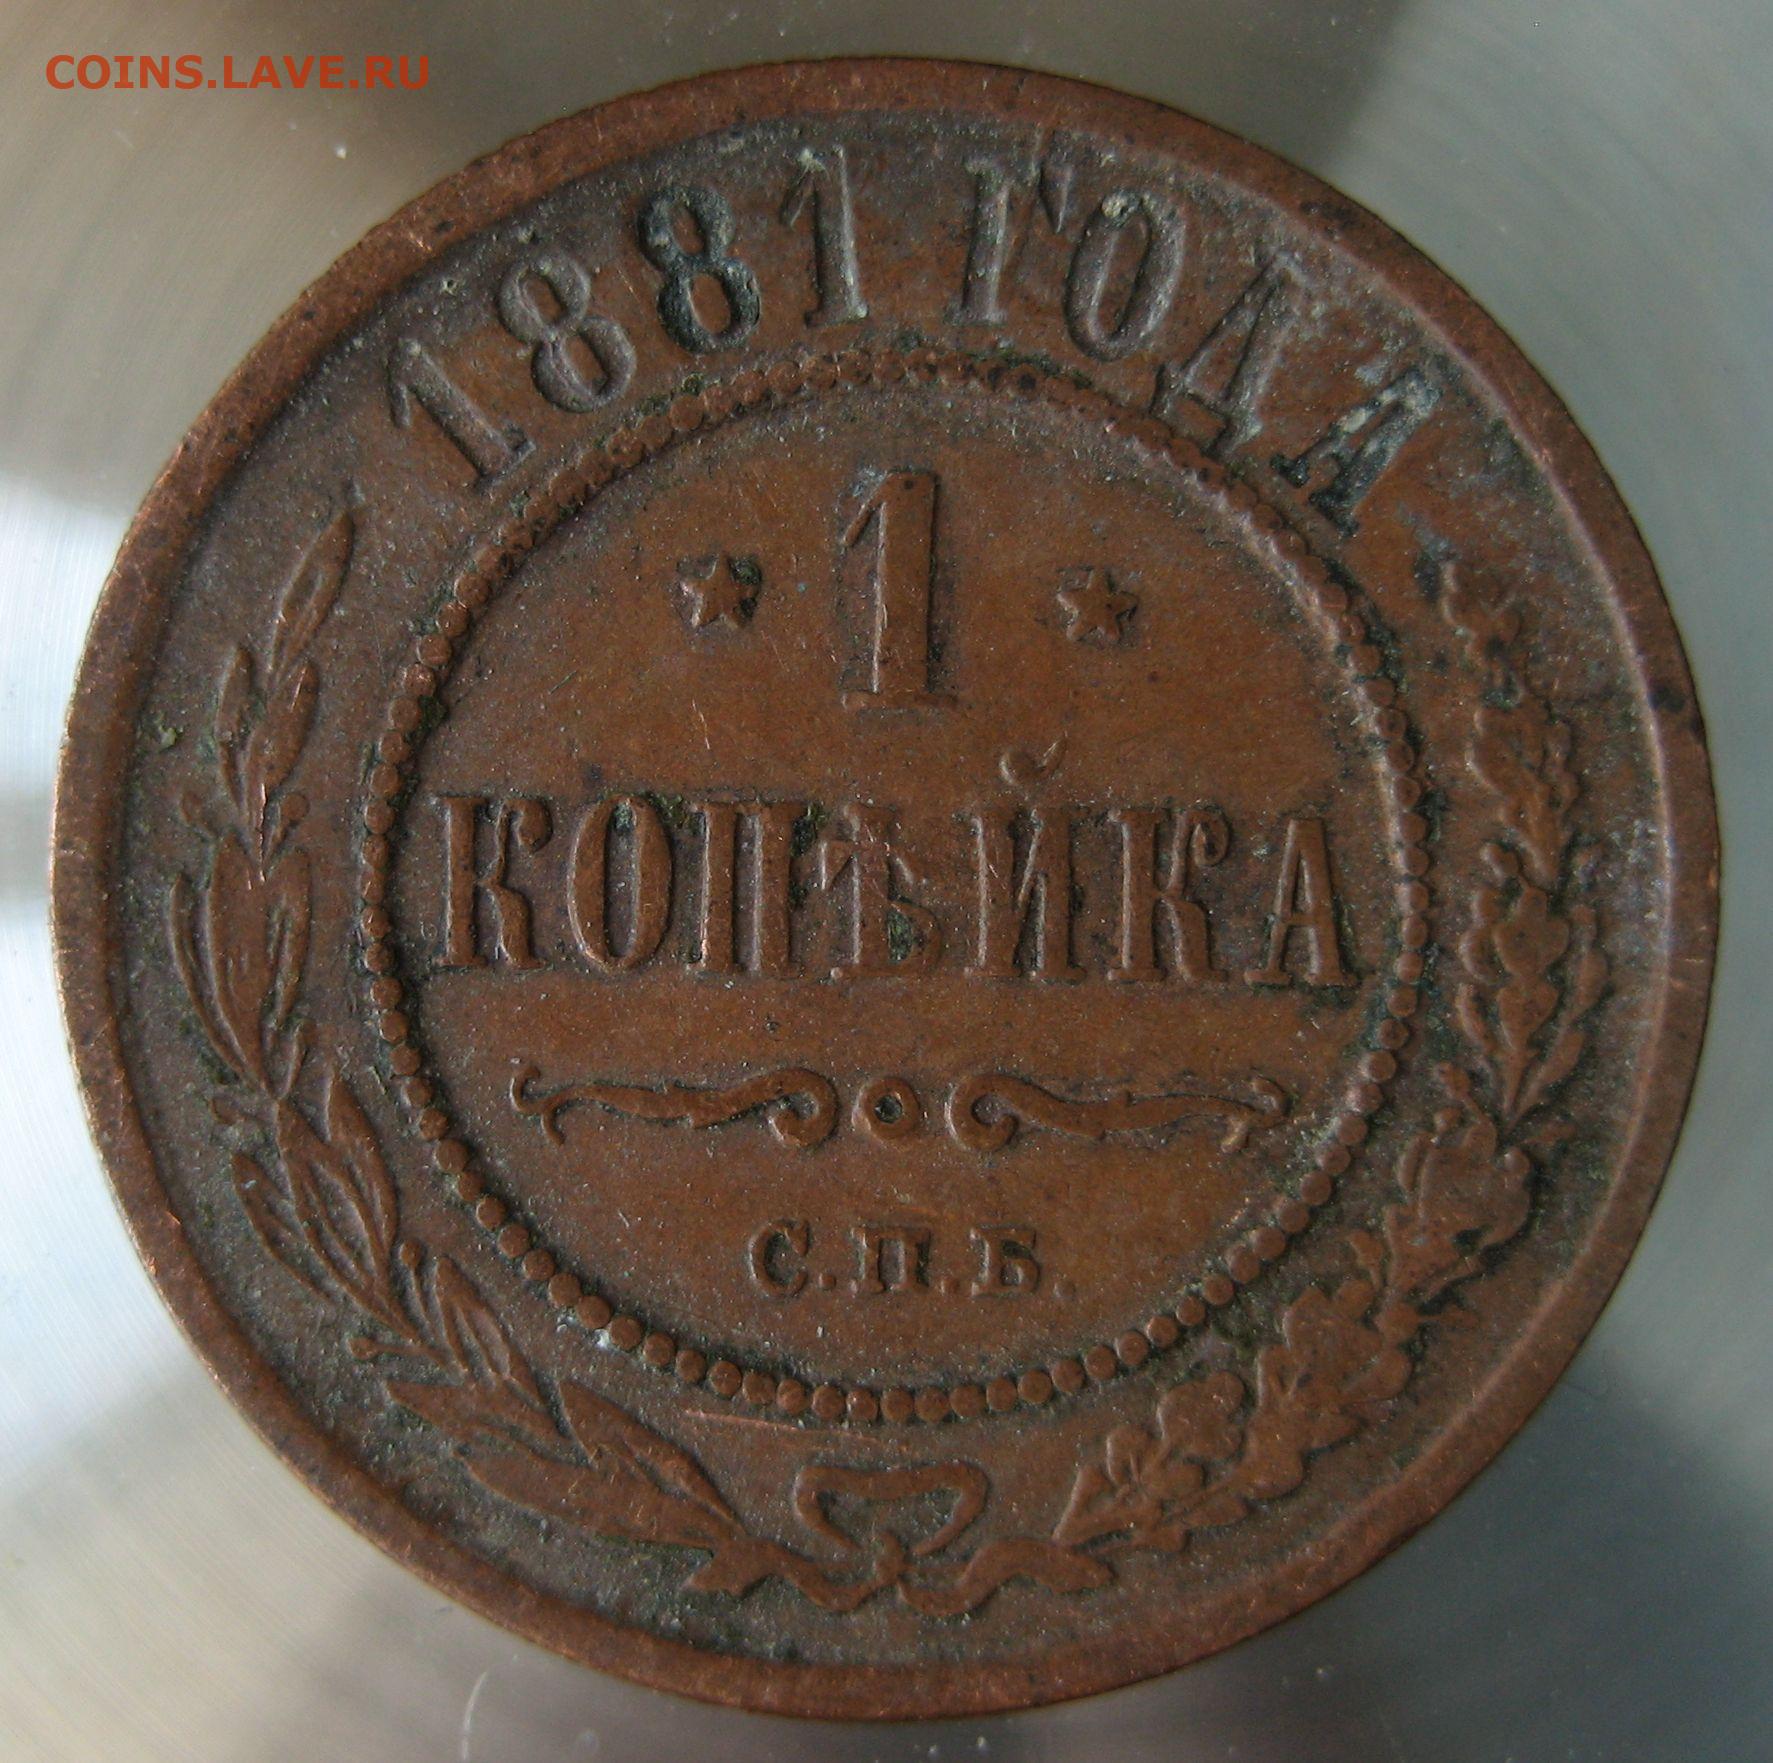 COINS.LAVE.RU
1881 ГОДА
1
КОПѢЙКА
С.П.Б.